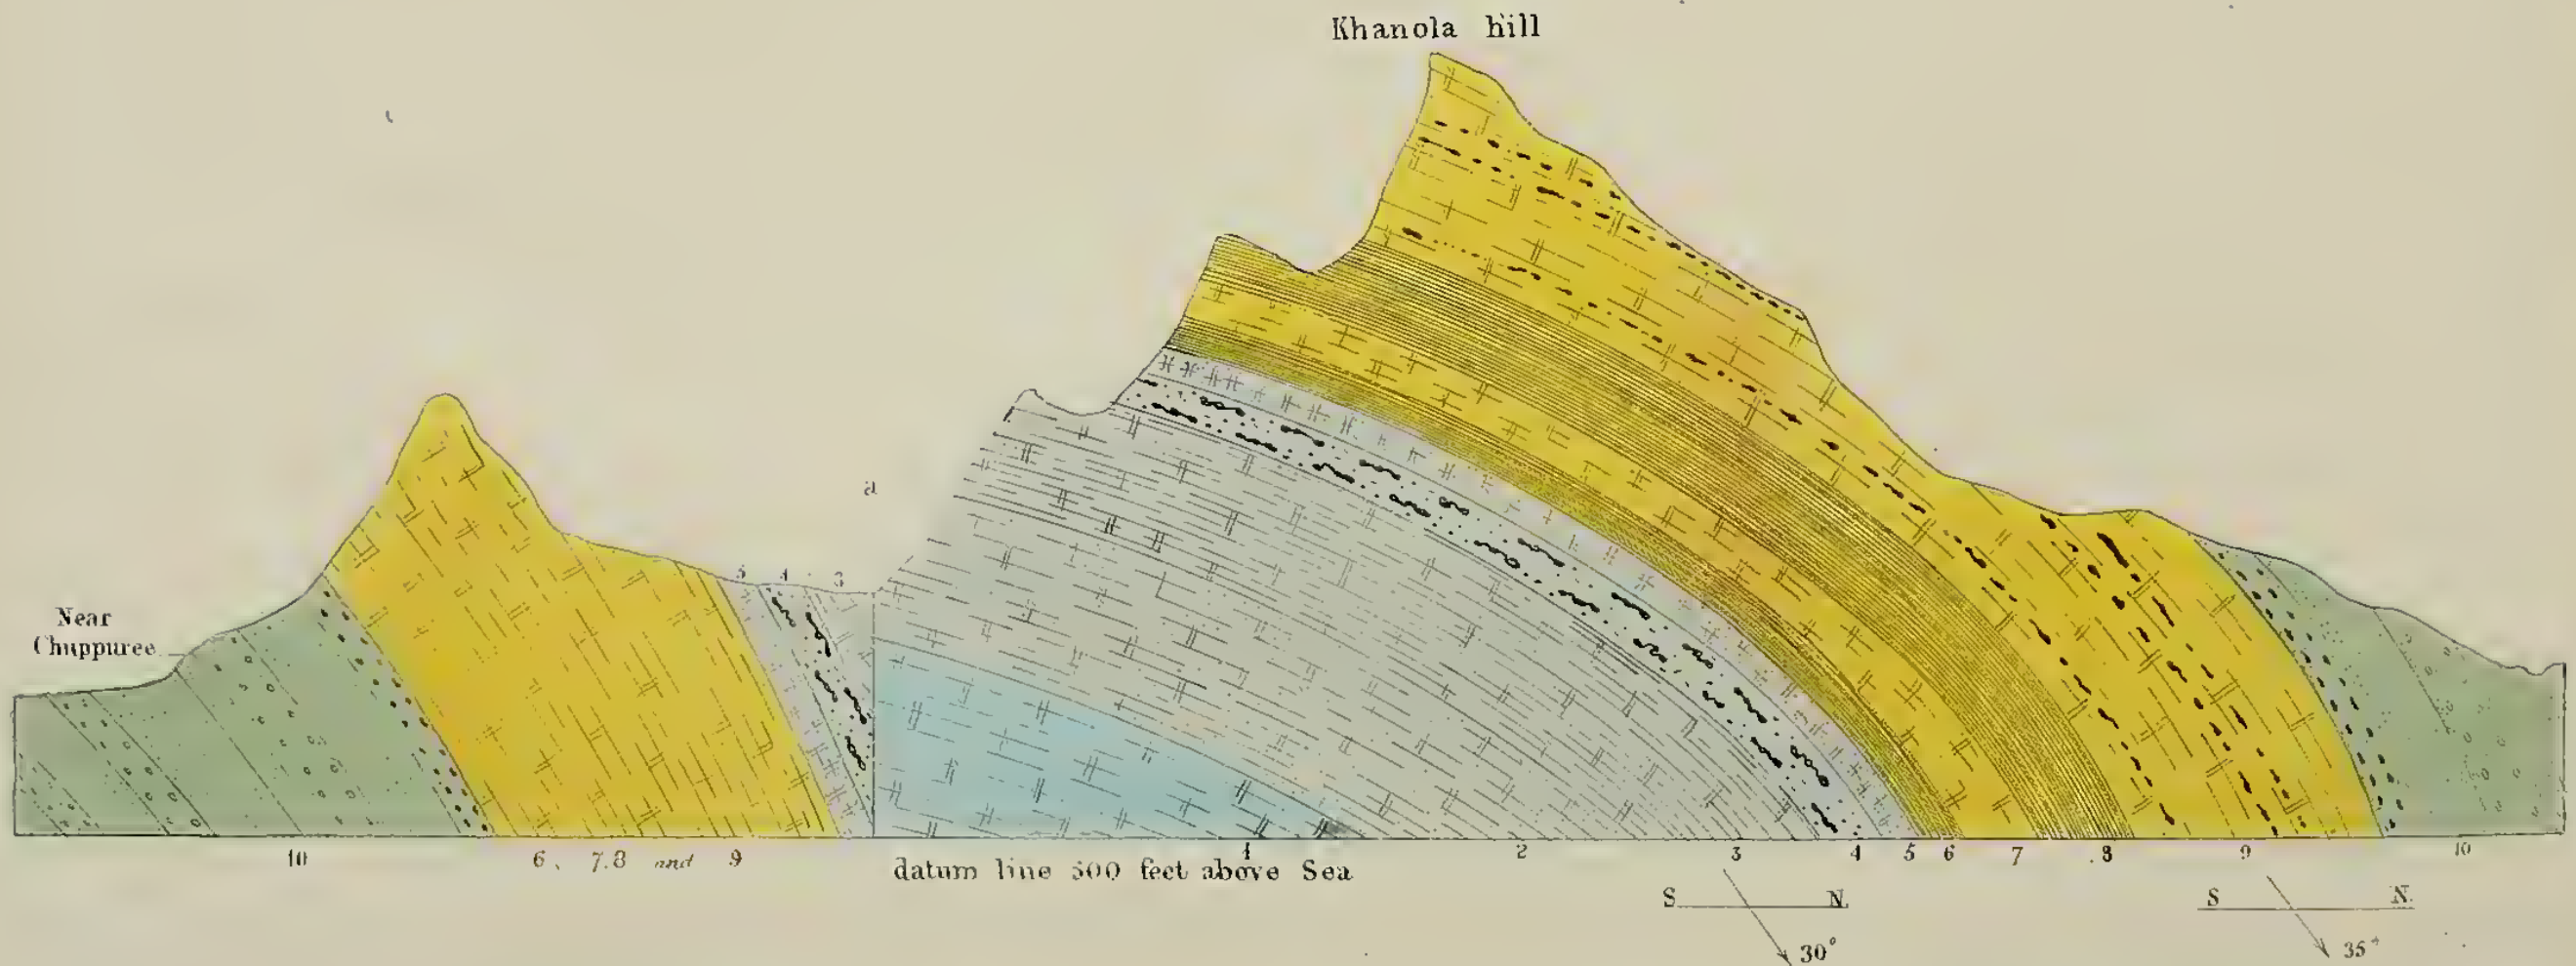 Khanola hill
a
5 4 3
Near
Chuppuree
10 6, 7.8 and 9 1 2 3 4 5 6 7 .8 9 10
datum line 500 feet above Sea
S N. S N.
30° 35°